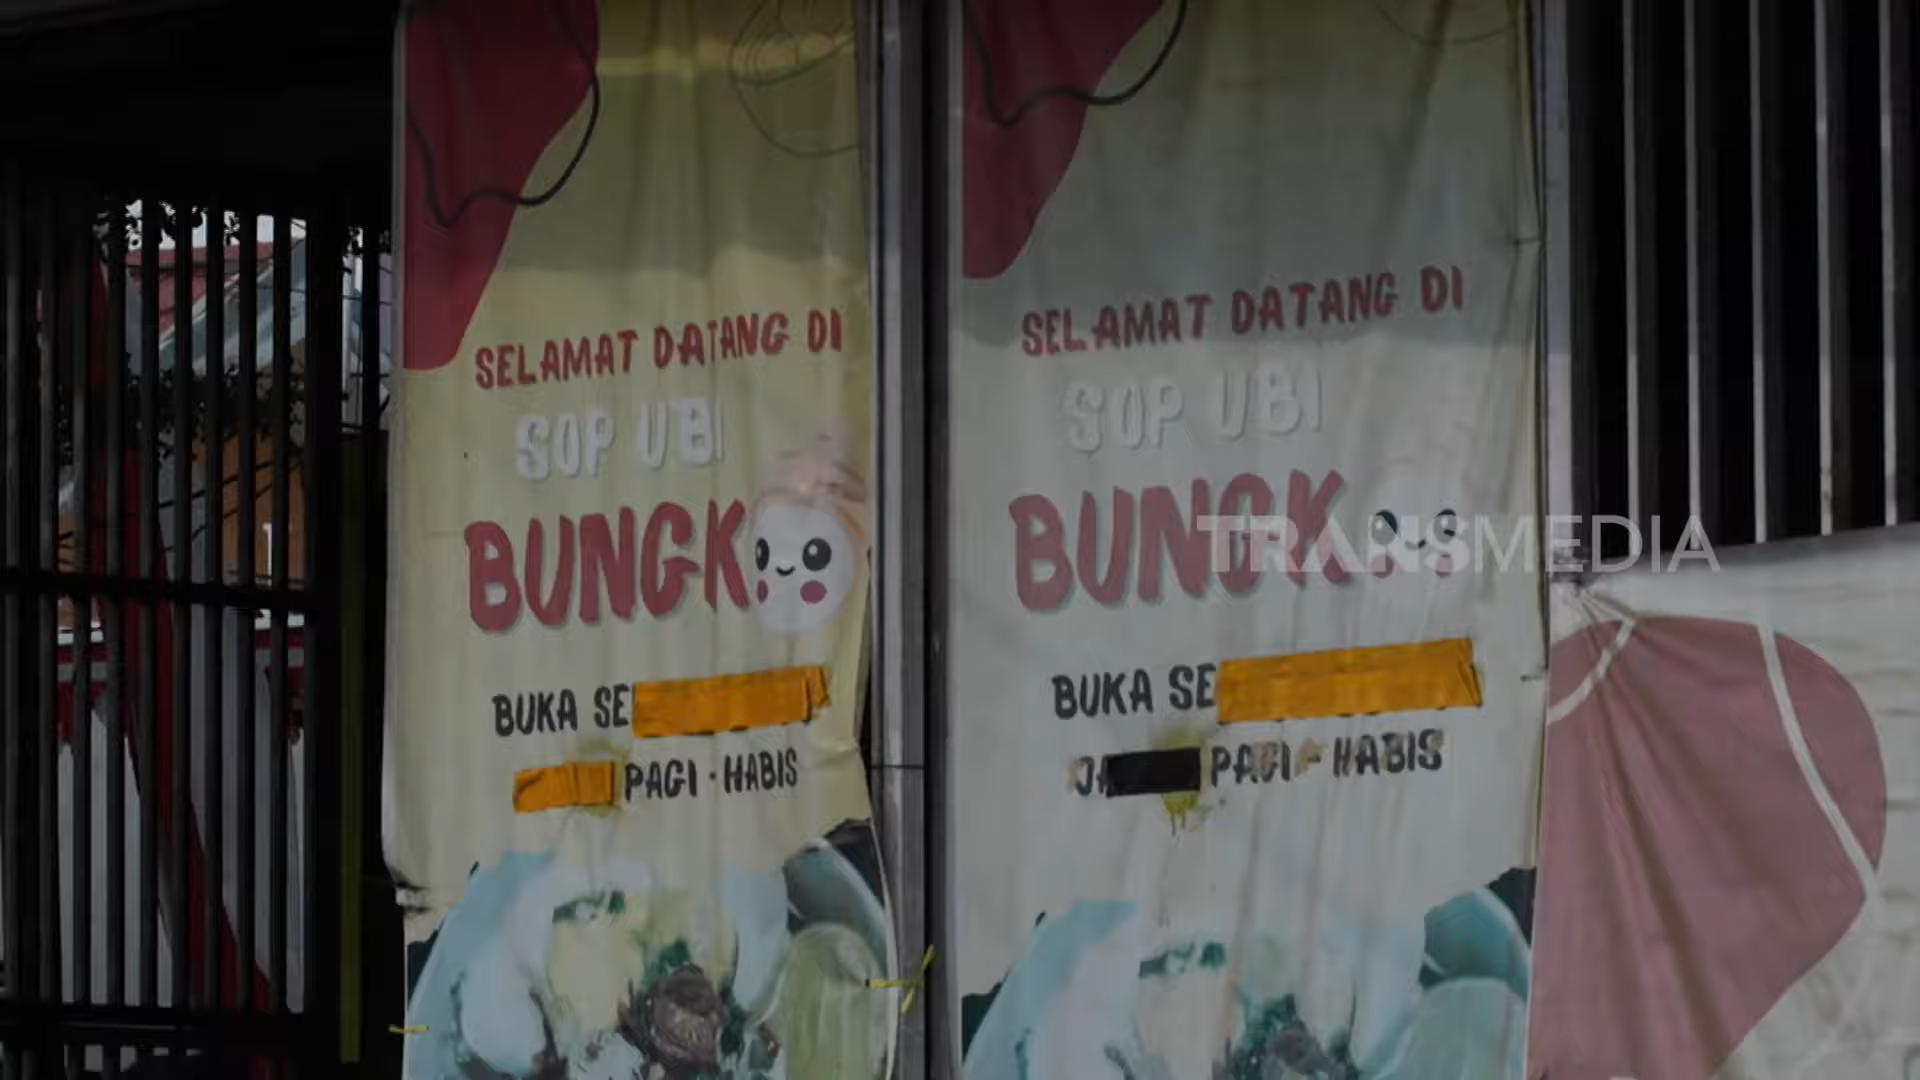 SELAMAT DATANG DI
SOP UBI
BUNGK
BUKA SE
PAGI - HABIS
SELAMAT DATANG DI
SOP UBI
BUNGK
BUKA SE
JA PAGI - HABIS
TRANSMEDIA